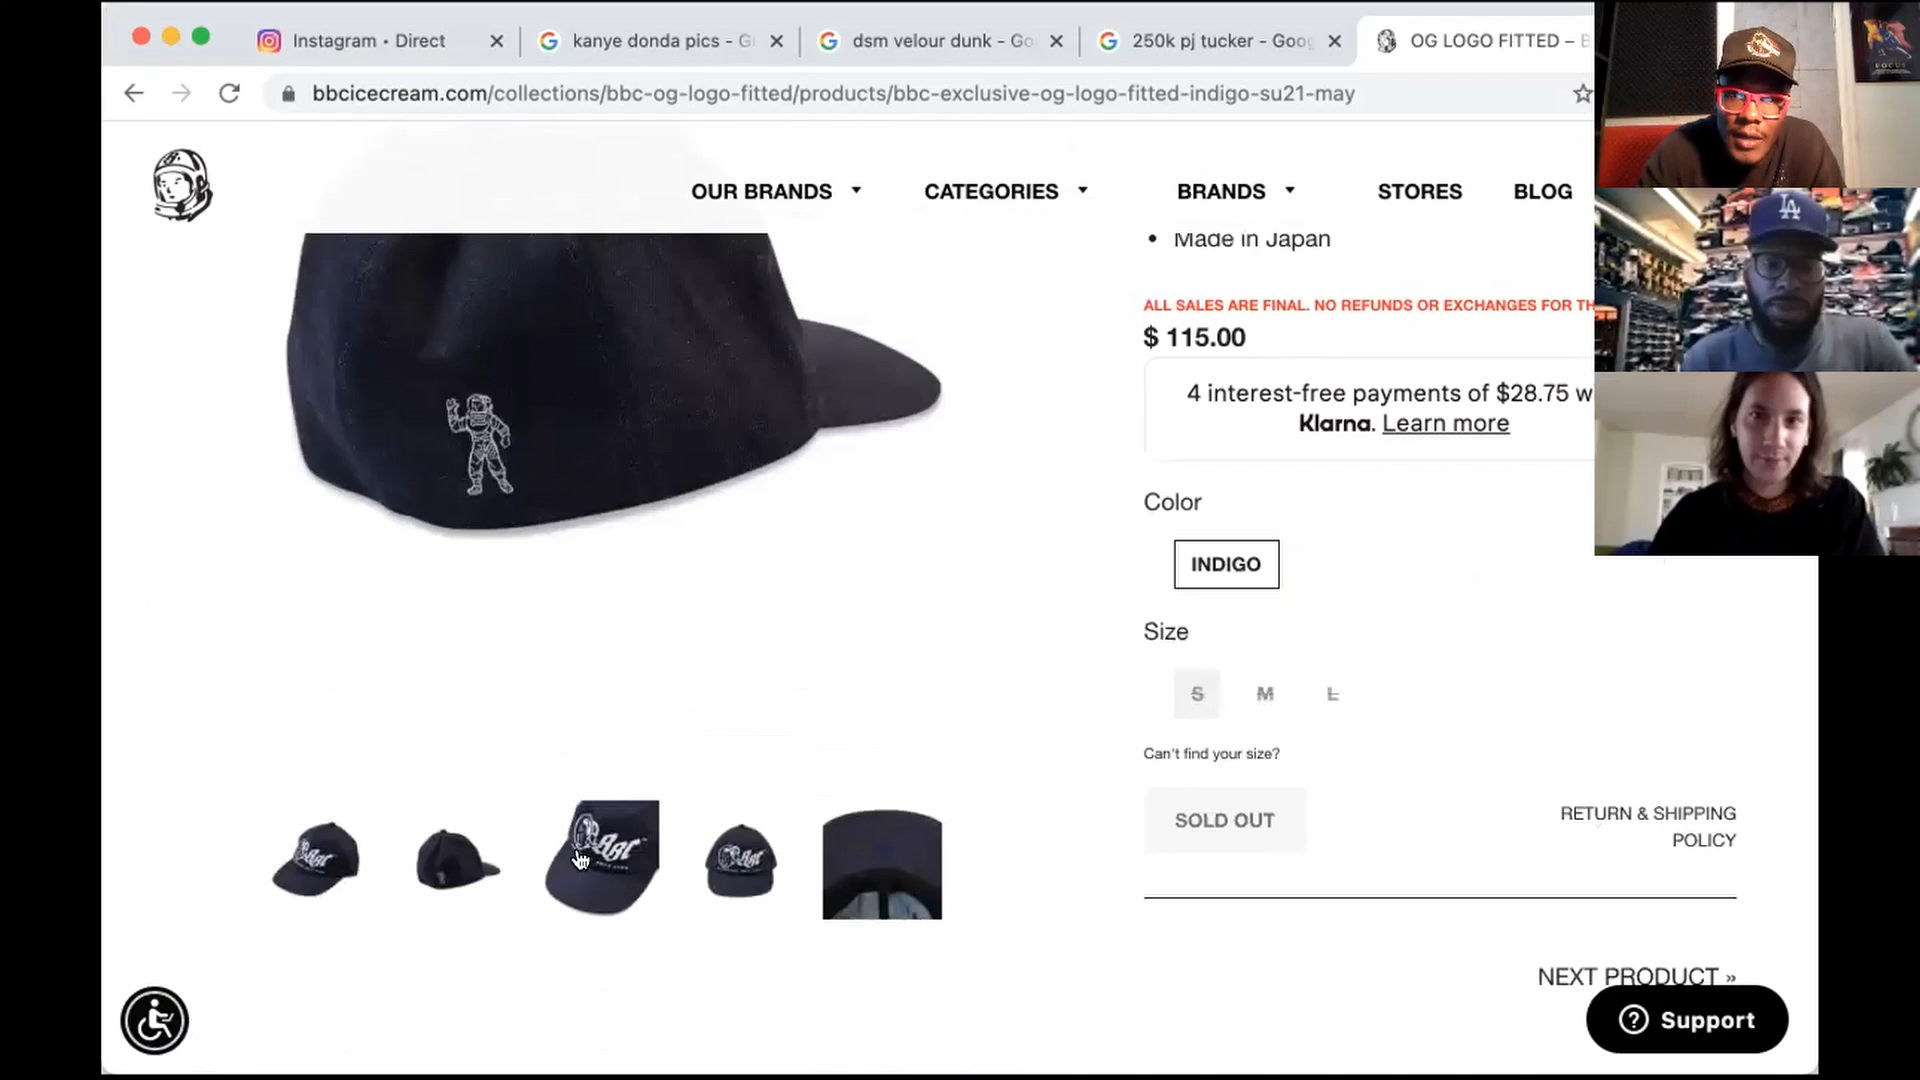 Instagram • Direct
kanye donda pics - G
dsm velour dunk - Go
250k pj tucker - Goog
OG LOGO FITTED – B
bbcicecream.com/collections/bbc-og-logo-fitted/products/bbc-exclusive-og-logo-fitted-indigo-su21-may
OUR BRANDS
CATEGORIES
BRANDS
STORES
BLOG
LA
FOCUS
• Made in Japan
ALL SALES ARE FINAL. NO REFUNDS OR EXCHANGES FOR TH
$ 115.00
4 interest-free payments of $28.75 w
Klarna. Learn more
Color
INDIGO
Size
S M L
Can't find your size?
SOLD OUT
RETURN & SHIPPING
POLICY
NEXT PRODUCT »
Support